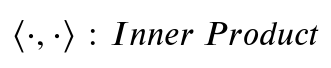 ⟨·, ·⟩ : Inner Product